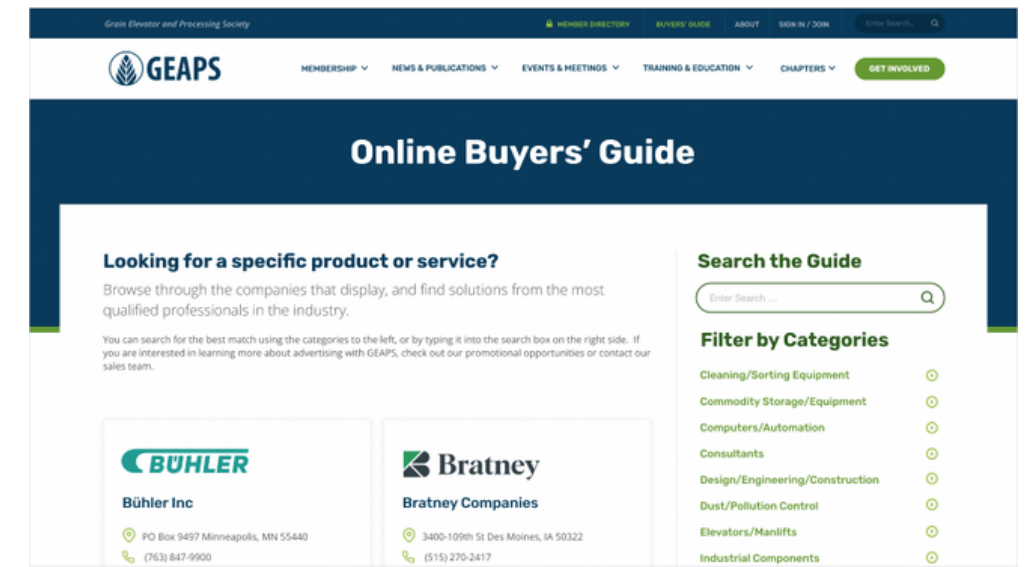 Grain Elevator and Processing Society
MEMBER DIRECTORY
BUYERS' GUIDE
ABOUT
SIGN IN / JOIN
Enter Search...
GEAPS
MEMBERSHIP
NEWS & PUBLICATIONS
EVENTS & MEETINGS
TRAINING & EDUCATION
CHAPTERS
GET INVOLVED
Online Buyers' Guide
Looking for a specific product or service?
Browse through the companies that display, and find solutions from the most
qualified professionals in the industry.
You can search for the best match using the categories to the left, or by typing it into the search box on the right side. If
you are interested in learning more about advertising with GEAPS, check out our promotional opportunities or contact our
sales team.
BÜHLER
Bühler Inc
PO Box 9497 Minneapolis, MN 55440
(763) 847-9900
Bratney
Bratney Companies
3400-109th St Des Moines, IA 50322
(515) 270-2417
Search the Guide
Enter Search ...
Filter by Categories
Cleaning/Sorting Equipment
Commodity Storage/Equipment
Computers/Automation
Consultants
Design/Engineering/Construction
Dust/Pollution Control
Elevators/Manlifts
Industrial Components